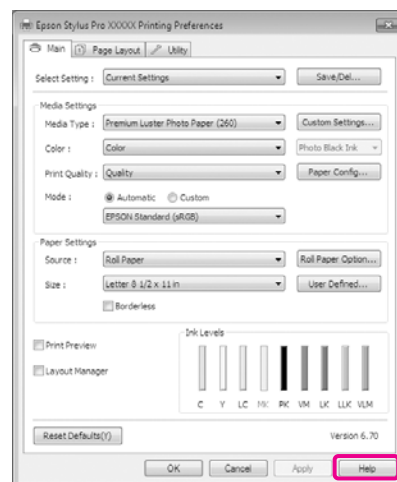 Epson Stylus Pro XXXXX Printing Preferences
Main Page Layout Utility
Select Setting : Current Settings Save/Del...
Media Settings
Media Type : Premium Luster Photo Paper (260) Custom Settings...
Color : Color Photo Black Ink
Print Quality : Quality Paper Config...
Mode : Automatic Custom
EPSON Standard (sRGB)
Paper Settings
Source : Roll Paper Roll Paper Option...
Size : Letter 8 1/2 x 11 in User Defined...
Borderless
Print Preview
Layout Manager
Ink Levels
C Y LC MK PK VM LK LLK VLM
Reset Defaults(Y) Version 6.70
OK Cancel Apply Help